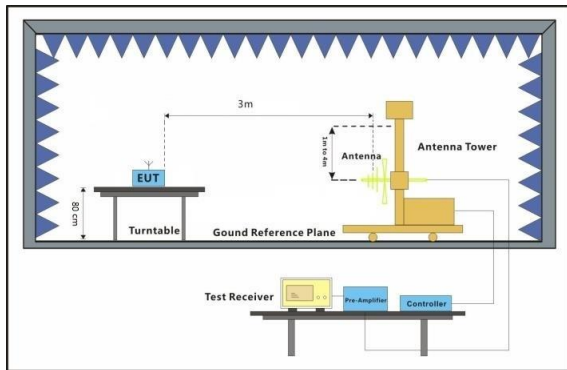 3m
1m to 4m
Antenna
Antenna Tower
EUT
80 cm
Turntable
Gound Reference Plane
Test Receiver
Pre-Amplifier
Controller